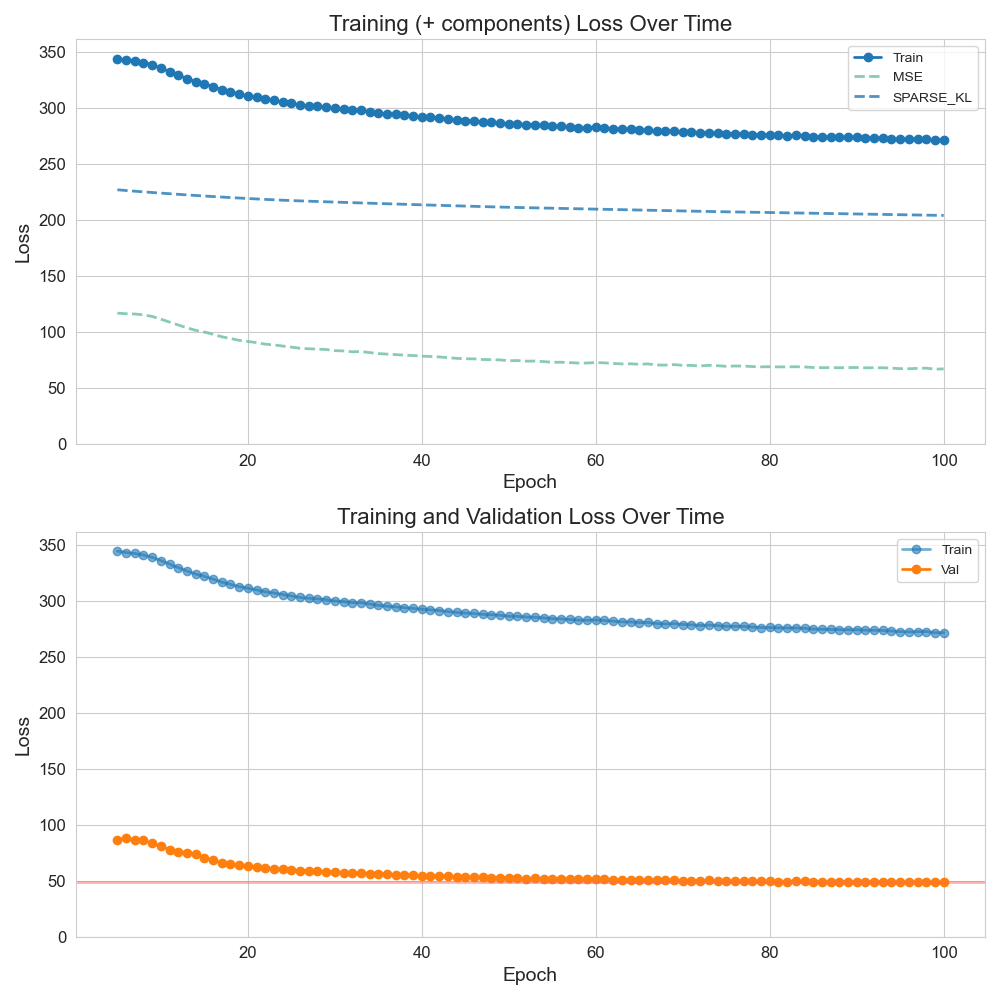 Training (+ components) Loss Over Time
350
300
250
200
150
100
50
0
Loss
Train
MSE
SPARSE_KL
20
40
60
80
100
Epoch
Training and Validation Loss Over Time
350
300
250
200
150
100
50
0
Loss
Train
Val
20
40
60
80
100
Epoch